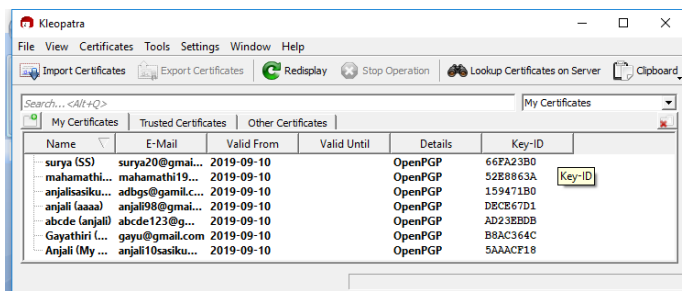 Kleopatra
File View Certificates Tools Settings Window Help
Import Certificates Export Certificates Redisplay Stop Operation Lookup Certificates on Server Clipboard
Search... <Alt+Q> My Certificates
My Certificates Trusted Certificates Other Certificates
Name E-Mail Valid From Valid Until Details Key-ID
surya (SS) surya20@gmai... 2019-09-10 OpenPGP 66FA23B0
mahamathi... mahamathi19... 2019-09-10 OpenPGP 52E8863A
Key-ID
anjalisasiku... adbgs@gamil.c... 2019-09-10 OpenPGP 159471B0
anjali (aaaa) anjali98@gmai... 2019-09-10 OpenPGP DECE67D1
abcde (anjali) abcde123@g... 2019-09-10 OpenPGP AD23EBDB
Gayathiri (... gayu@gmail.com 2019-09-10 OpenPGP B8AC364C
Anjali (My ... anjali10sasiku... 2019-09-10 OpenPGP 5AAACF18